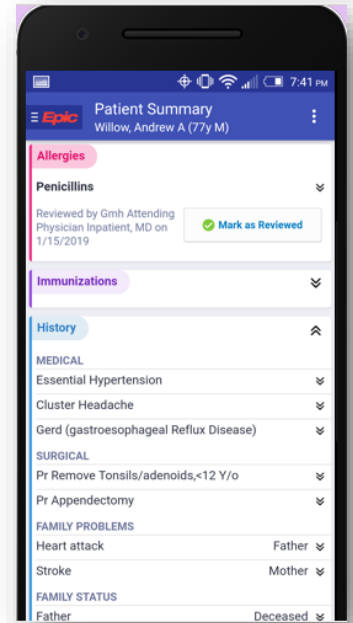 7:41 PM
Epic
Patient Summary
Willow, Andrew A (77y M)
Allergies
Penicillins
Reviewed by Gmh Attending
Physician Inpatient, MD on
1/15/2019
Mark as Reviewed
Immunizations
History
MEDICAL
Essential Hypertension
Cluster Headache
Gerd (gastroesophageal Reflux Disease)
SURGICAL
Pr Remove Tonsils/adenoids,<12 Y/o
Pr Appendectomy
FAMILY PROBLEMS
Heart attack Father
Stroke Mother
FAMILY STATUS
Father Deceased